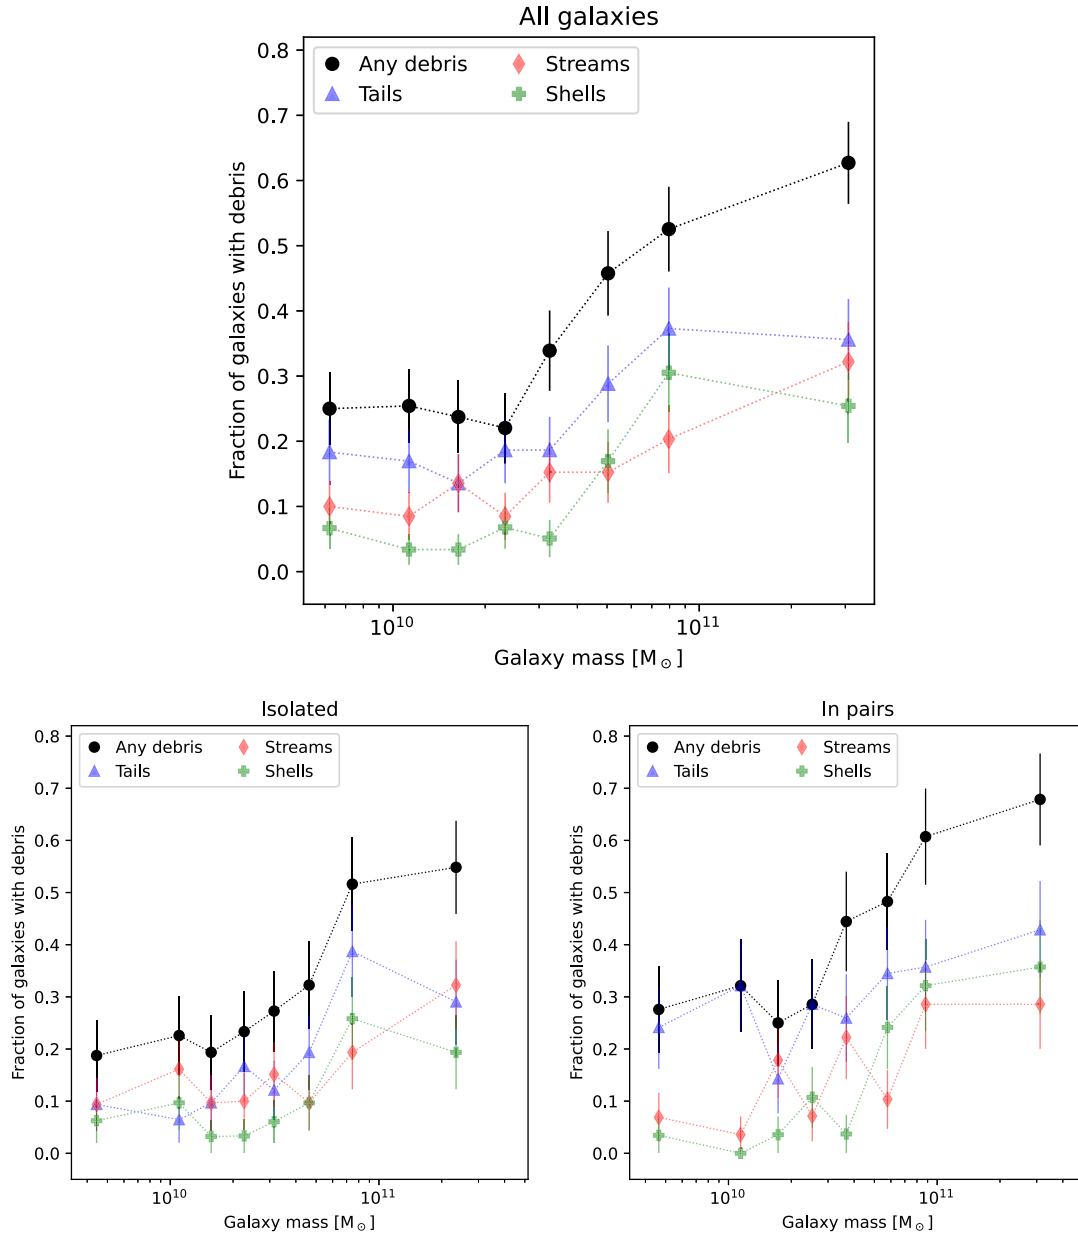 All galaxies
Any debris
Tails
Streams
Shells
Fraction of galaxies with debris
0.8
0.7
0.6
0.5
0.4
0.3
0.2
0.1
0.0
10^10
10^11
Galaxy mass [M_⊙]
Isolated
Any debris
Tails
Streams
Shells
Fraction of galaxies with debris
0.8
0.7
0.6
0.5
0.4
0.3
0.2
0.1
0.0
10^10
10^11
Galaxy mass [M_⊙]
In pairs
Any debris
Tails
Streams
Shells
Fraction of galaxies with debris
0.8
0.7
0.6
0.5
0.4
0.3
0.2
0.1
0.0
10^10
10^11
Galaxy mass [M_⊙]